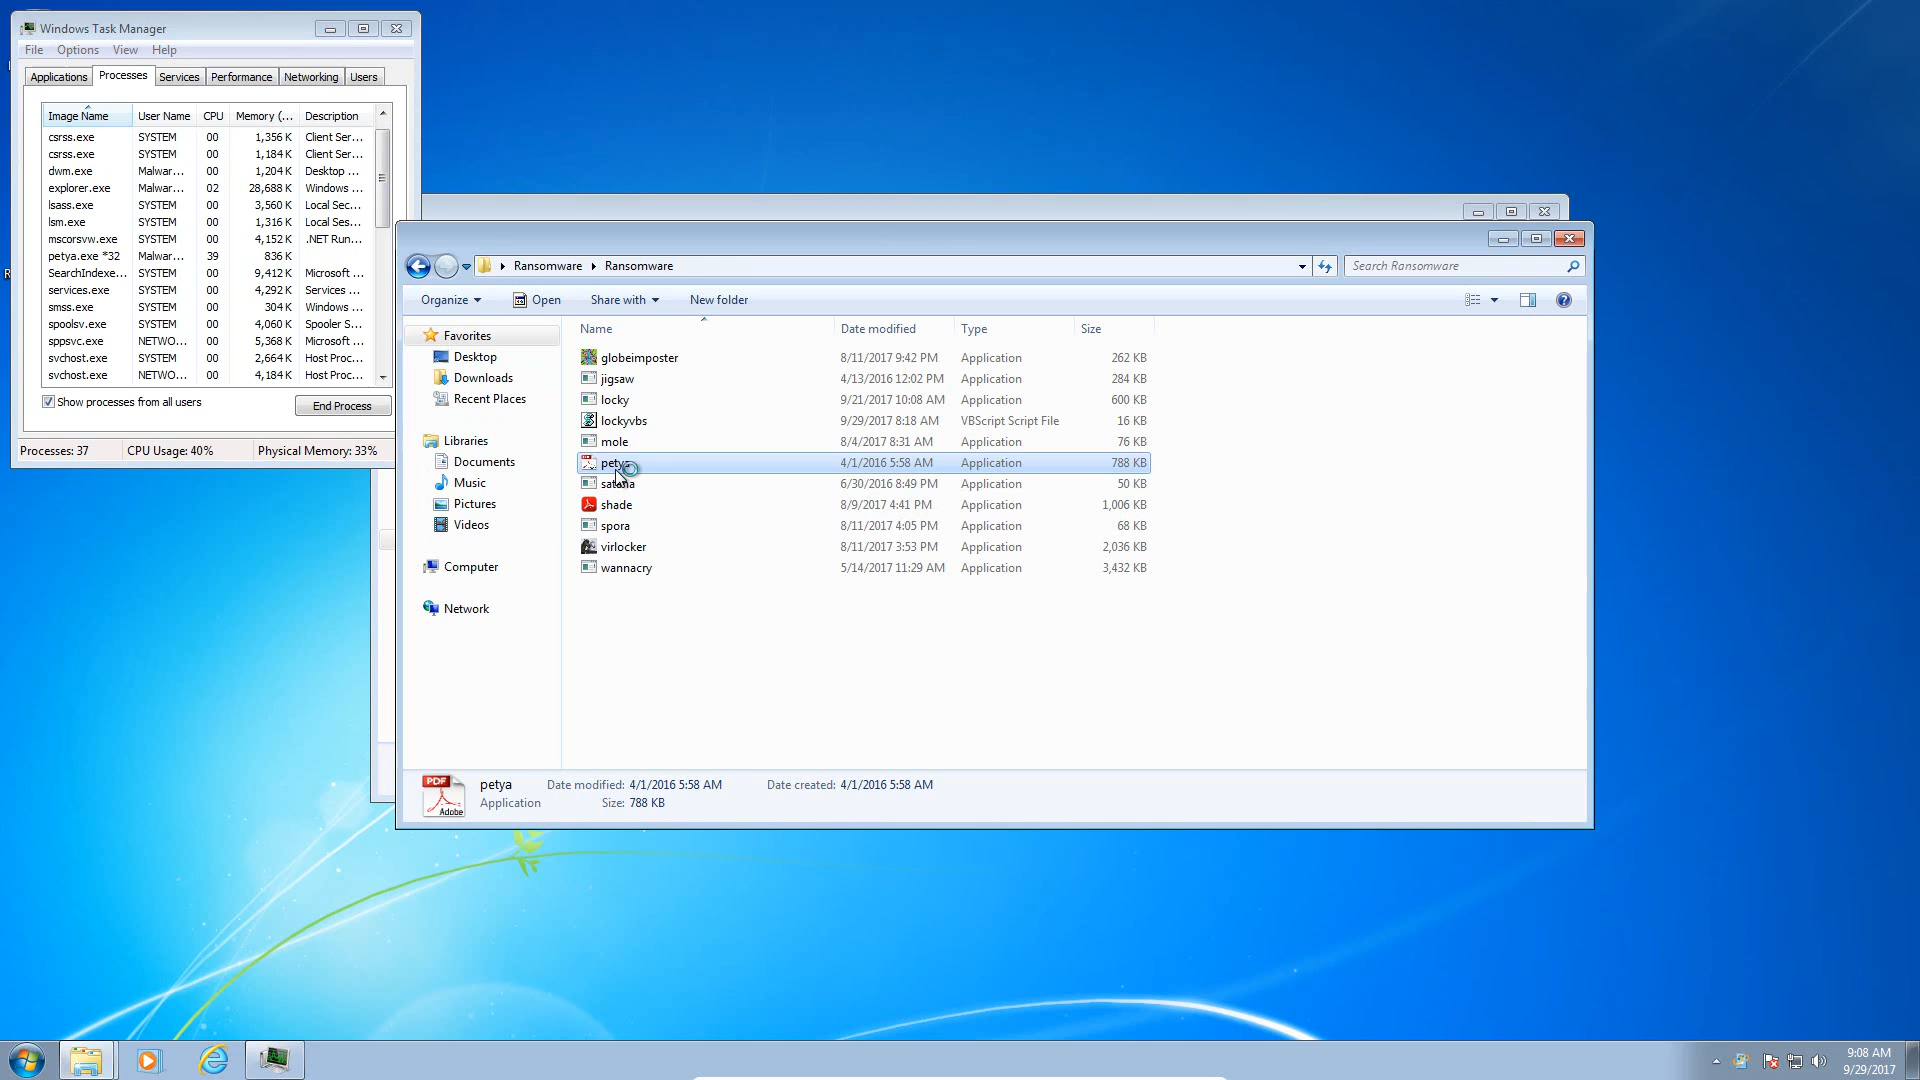 Windows Task Manager
File Options View Help
Applications Processes Services Performance Networking Users
Image Name User Name CPU Memory (... Description
csrss.exe SYSTEM 00 1,356 K Client Ser...
csrss.exe SYSTEM 00 1,184 K Client Ser...
dwm.exe Malwar... 00 1,204 K Desktop ...
explorer.exe Malwar... 02 28,688 K Windows ...
lsass.exe SYSTEM 00 3,560 K Local Sec...
lsm.exe SYSTEM 00 1,316 K Local Ses...
mscorsvw.exe SYSTEM 00 4,152 K .NET Run...
petya.exe *32 Malwar... 39 836 K
SearchIndexe... SYSTEM 00 9,412 K Microsoft ...
services.exe SYSTEM 00 4,292 K Services ...
smss.exe SYSTEM 00 304 K Windows ...
spoolsv.exe SYSTEM 00 4,060 K Spooler S...
sppsvc.exe NETWO... 00 5,368 K Microsoft ...
svchost.exe SYSTEM 00 2,664 K Host Proc...
svchost.exe NETWO... 00 4,184 K Host Proc...
Show processes from all users End Process
Processes: 37 CPU Usage: 40% Physical Memory: 33%
Ransomware Ransomware Search Ransomware
Organize Open Share with New folder
Favorites
Desktop
Downloads
Recent Places
Libraries
Documents
Music
Pictures
Videos
Computer
Network
Name Date modified Type Size
globeimposter 8/11/2017 9:42 PM Application 262 KB
jigsaw 4/13/2016 12:02 PM Application 284 KB
locky 9/21/2017 10:08 AM Application 600 KB
lockyvbs 9/29/2017 8:18 AM VBScript Script File 16 KB
mole 8/4/2017 8:31 AM Application 76 KB
petya 4/1/2016 5:58 AM Application 788 KB
satana 6/30/2016 8:49 PM Application 50 KB
shade 8/9/2017 4:41 PM Application 1,006 KB
spora 8/11/2017 4:05 PM Application 68 KB
virlocker 8/11/2017 3:53 PM Application 2,036 KB
wannacry 5/14/2017 11:29 AM Application 3,432 KB
PDF
Adobe
petya Date modified: 4/1/2016 5:58 AM Date created: 4/1/2016 5:58 AM
Application Size: 788 KB
9:08 AM
9/29/2017